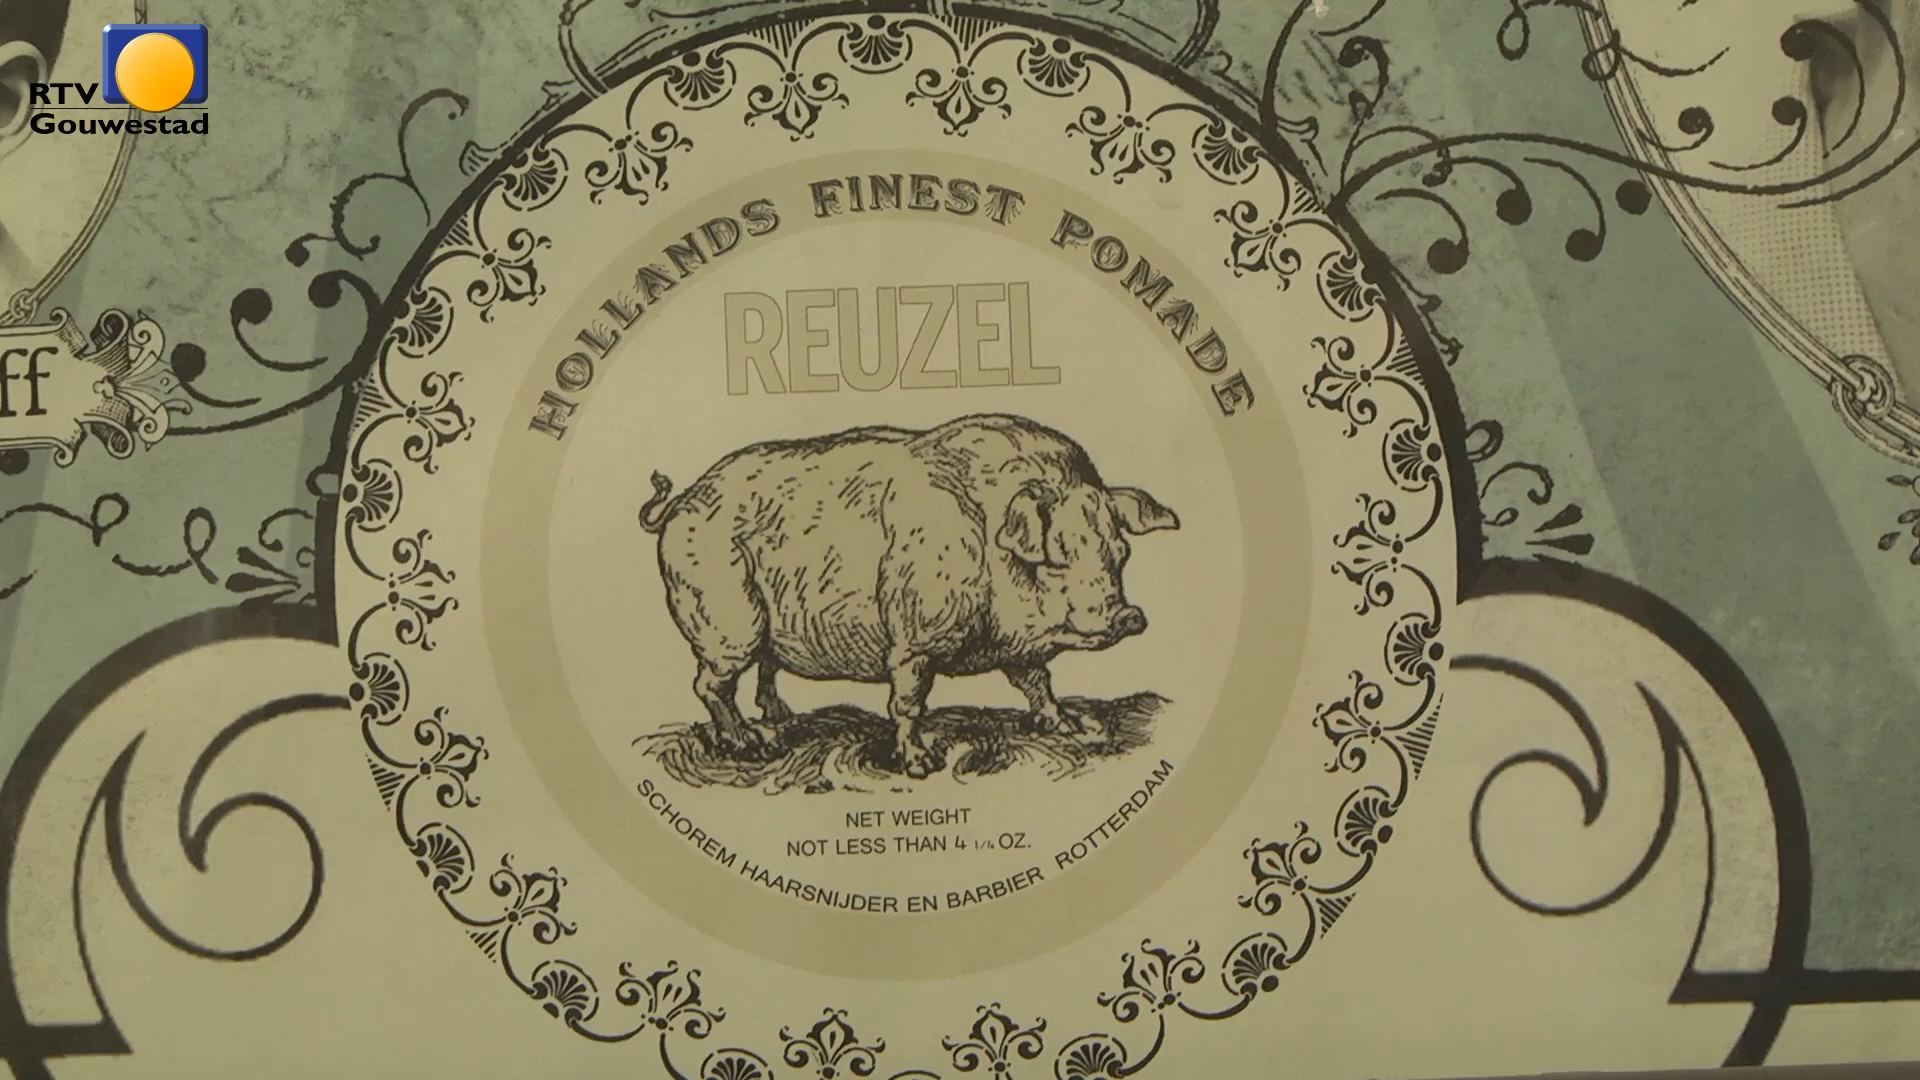 RTV
Gouwestad
HOLLANDS FINEST POMADE
REUZEL
ff
NET WEIGHT
NOT LESS THAN 4 1/4 OZ.
SCHOREM HAARSNIJDER EN BARBIER ROTTERDAM